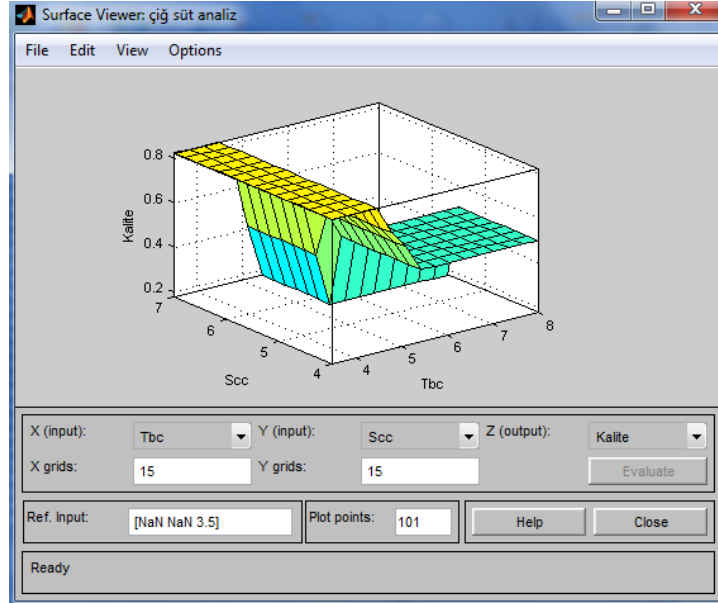 Surface Viewer: çiğ süt analiz
File Edit View Options
0.8
0.6
0.4
0.2
Kalite
7
6
5
4
Scc
4
5
6
7
8
Tbc
X (input): Tbc Y (input): Scc Z (output): Kalite
X grids: 15 Y grids: 15 Evaluate
Ref. Input: [NaN NaN 3.5] Plot points: 101 Help Close
Ready